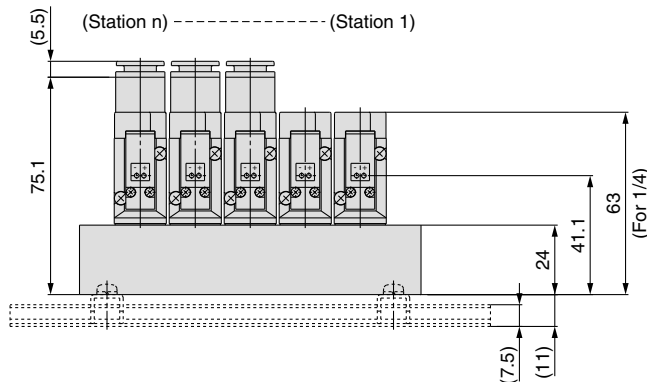 (Station n)
(Station 1)
(5.5)
75.1
24
41.1
63
(For 1/4)
(7.5)
(11)